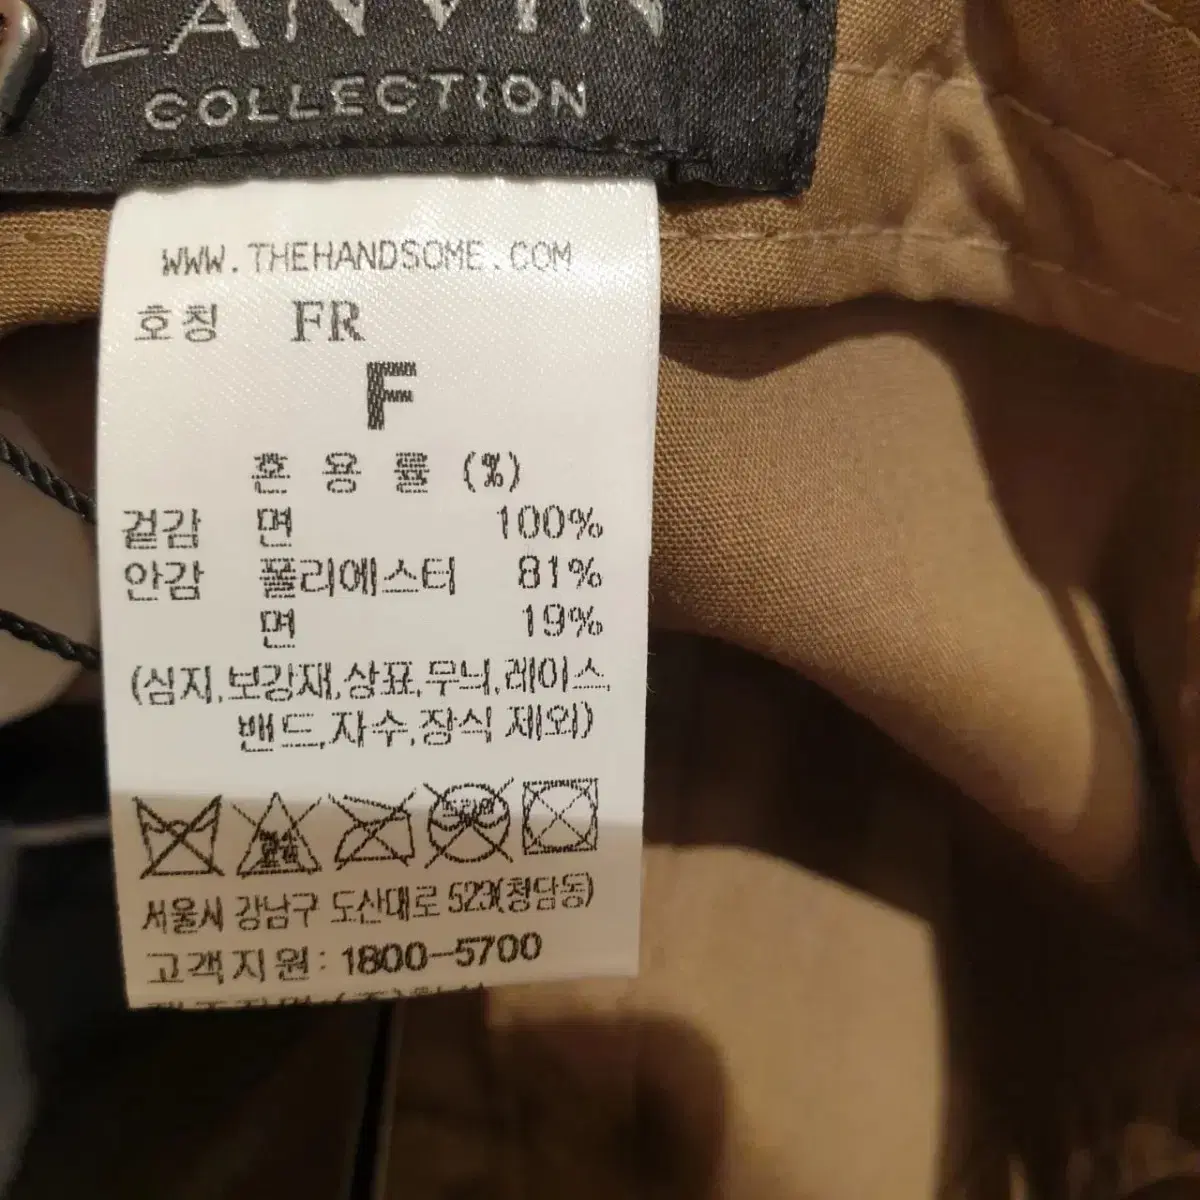 LANVIN
COLLECTION
WWW.THEHANDSOME.COM
호칭 FR
F
혼 용 률 (%)
겉감 면 100%
안감 폴리에스터 81%
면 19%
(심지,보강재,상표,무늬,레이스,
밴드,자수,장식 제외)
서울시 강남구 도산대로 523(청담동)
고객지원: 1800-5700